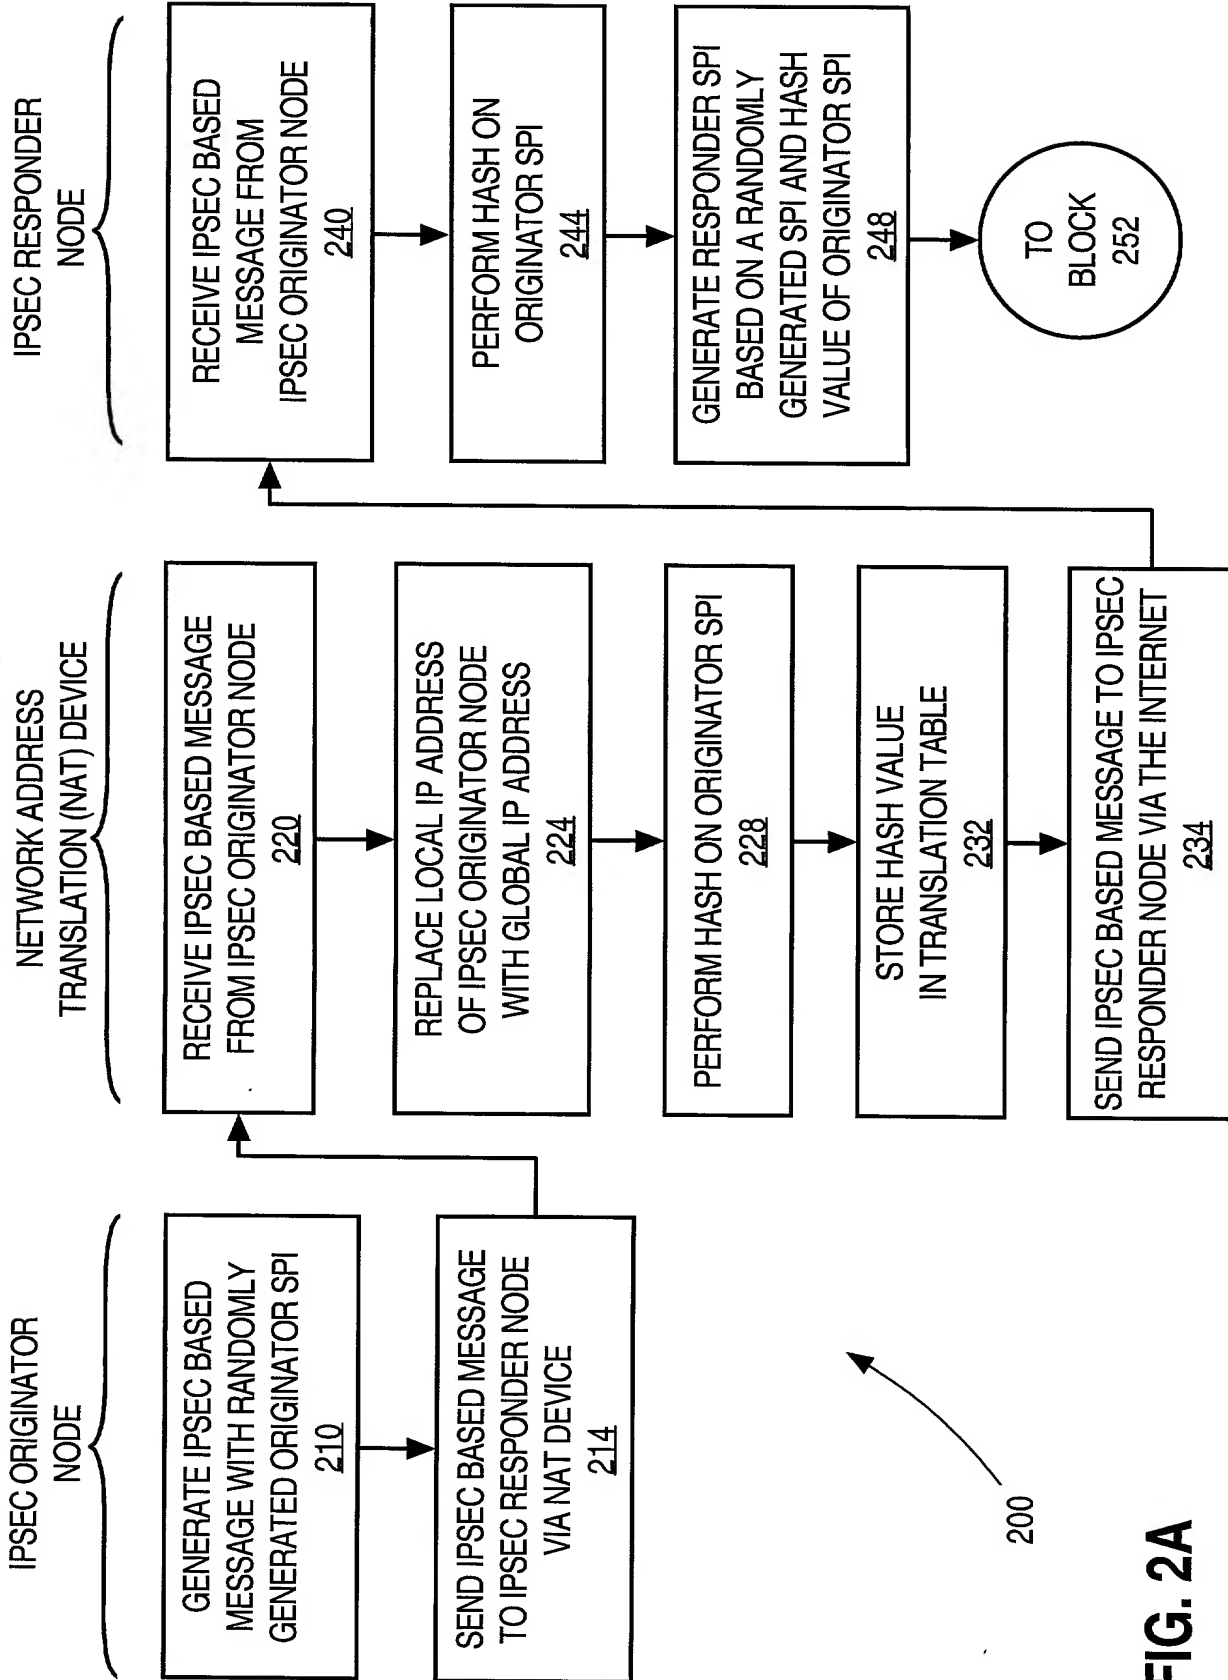 IPSEC ORIGINATOR
NODE
GENERATE IPSEC BASED
MESSAGE WITH RANDOMLY
GENERATED ORIGINATOR SPI
210
SEND IPSEC BASED MESSAGE
TO IPSEC RESPONDER NODE
VIA NAT DEVICE
214
NETWORK ADDRESS
TRANSLATION (NAT) DEVICE
RECEIVE IPSEC BASED MESSAGE
FROM IPSEC ORIGINATOR NODE
220
REPLACE LOCAL IP ADDRESS
OF IPSEC ORIGINATOR NODE
WITH GLOBAL IP ADDRESS
224
PERFORM HASH ON ORIGINATOR SPI
228
STORE HASH VALUE
IN TRANSLATION TABLE
232
SEND IPSEC BASED MESSAGE TO IPSEC
RESPONDER NODE VIA THE INTERNET
234
IPSEC RESPONDER
NODE
RECEIVE IPSEC BASED
MESSAGE FROM
IPSEC ORIGINATOR NODE
240
PERFORM HASH ON
ORIGINATOR SPI
244
GENERATE RESPONDER SPI
BASED ON A RANDOMLY
GENERATED SPI AND HASH
VALUE OF ORIGINATOR SPI
248
TO
BLOCK
252
200
FIG. 2A